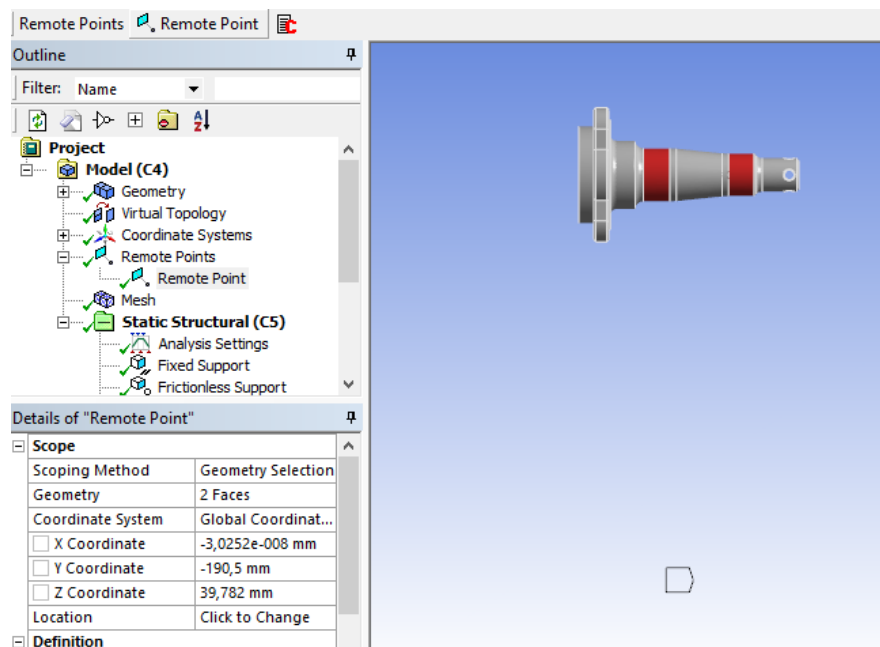 Remote Points Remote Point
Outline
Filter: Name
Project
Model (C4)
Geometry
Virtual Topology
Coordinate Systems
Remote Points
Remote Point
Mesh
Static Structural (C5)
Analysis Settings
Fixed Support
Frictionless Support
Details of "Remote Point"
Scope
Scoping Method Geometry Selection
Geometry 2 Faces
Coordinate System Global Coordinat...
X Coordinate -3,0252e-008 mm
Y Coordinate -190,5 mm
Z Coordinate 39,782 mm
Location Click to Change
Definition